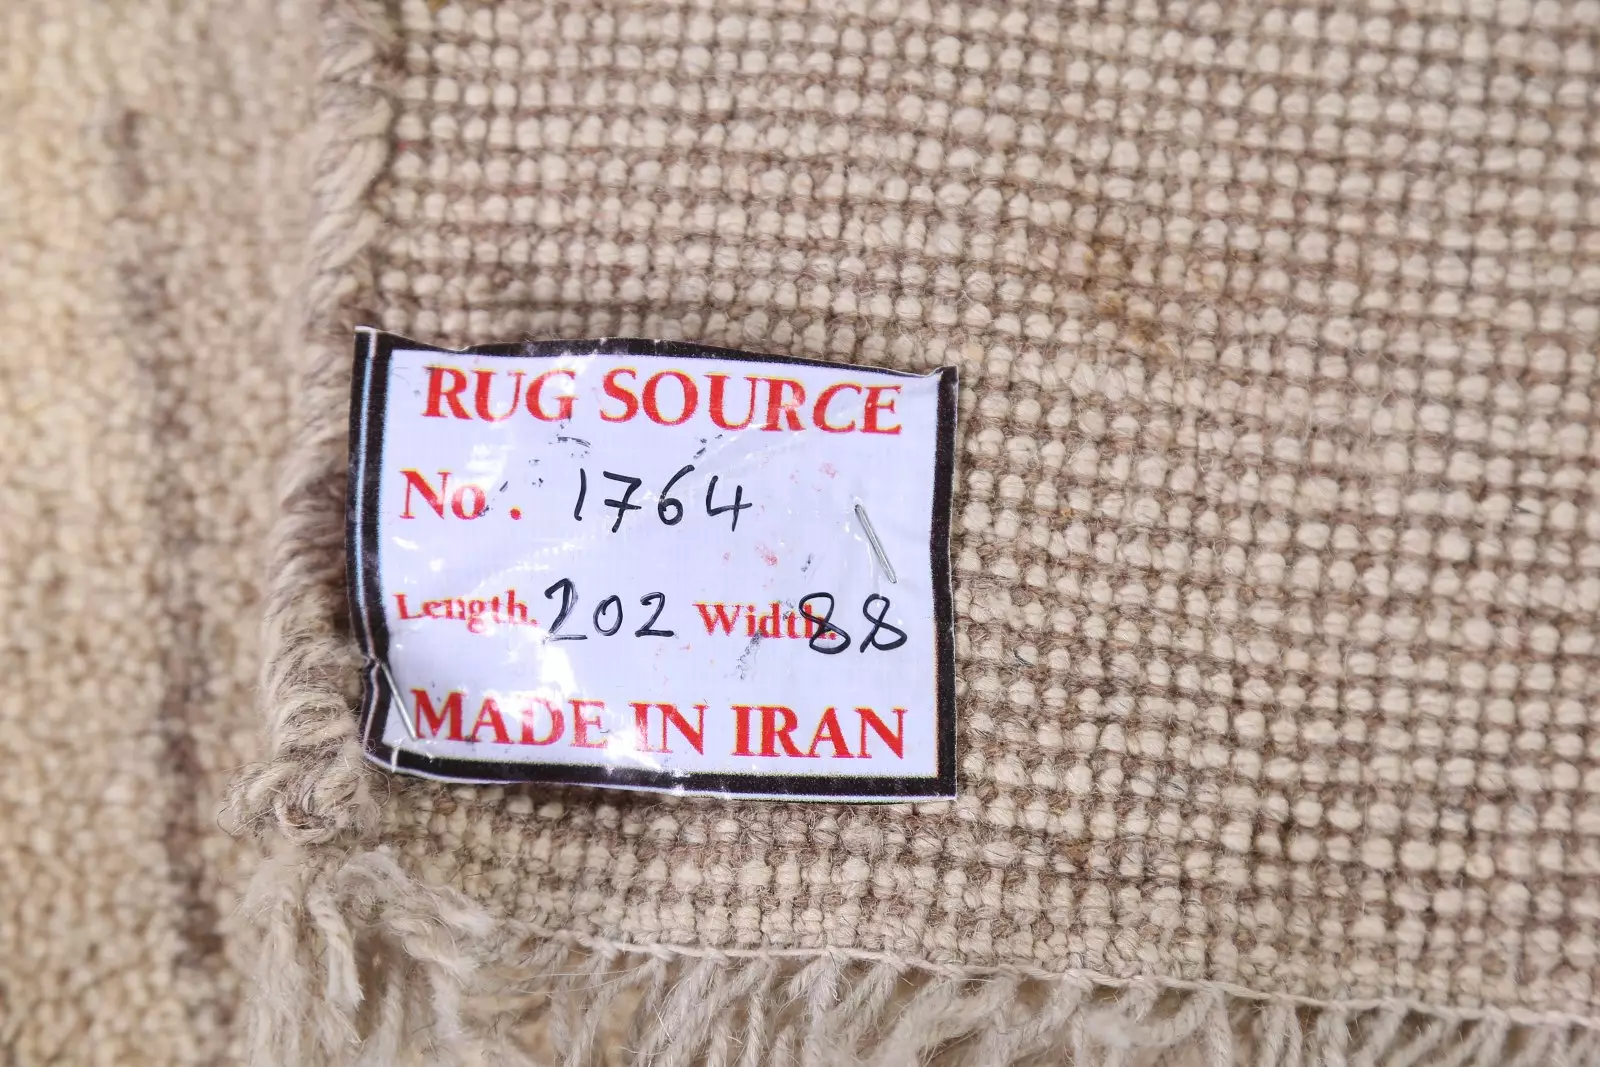 RUG SOURCE
No. 1764
Length. 202 Width. 88
MADE IN IRAN